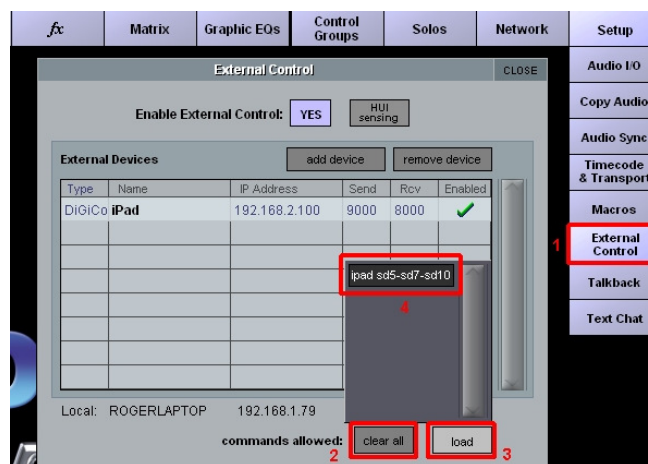 fx Matrix Graphic EQs Control Groups Solos Network Setup
External Control CLOSE
Audio I/O
Enable External Control: YES HUI sensing
Copy Audio
Audio Sync
External Devices add device remove device
Timecode & Transport
Type Name IP Address Send Rcv Enabled
DiGiCo iPad 192.168.2.100 9000 8000
Macros
1 External Control
ipad sd5-sd7-sd10
4
Talkback
Text Chat
Local: ROGERLAPTOP 192.168.1.79
commands allowed: clear all load
2 3